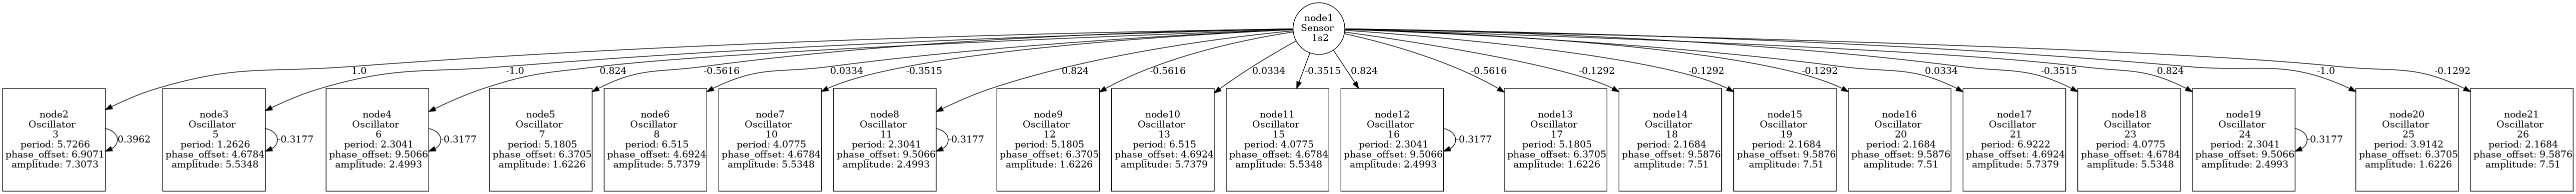 node1
Sensor
1s2
1.0
-1.0
0.824
-0.5616
0.0334
-0.3515
0.824
-0.5616
0.0334
-0.3515
0.824
-0.5616
-0.1292
-0.1292
-0.1292
0.0334
-0.3515
0.824
-1.0
-0.1292
node2
Oscillator
3
period: 5.7266
phase_offset: 6.9071
amplitude: 7.3073
0.3962
node3
Oscillator
5
period: 1.2626
phase_offset: 4.6784
amplitude: 5.5348
-0.3177
node4
Oscillator
6
period: 2.3041
phase_offset: 9.5066
amplitude: 2.4993
-0.3177
node5
Oscillator
7
period: 5.1805
phase_offset: 6.3705
amplitude: 1.6226
node6
Oscillator
8
period: 6.515
phase_offset: 4.6924
amplitude: 5.7379
node7
Oscillator
10
period: 4.0775
phase_offset: 4.6784
amplitude: 5.5348
node8
Oscillator
11
period: 2.3041
phase_offset: 9.5066
amplitude: 2.4993
-0.3177
node9
Oscillator
12
period: 5.1805
phase_offset: 6.3705
amplitude: 1.6226
node10
Oscillator
13
period: 6.515
phase_offset: 4.6924
amplitude: 5.7379
node11
Oscillator
15
period: 4.0775
phase_offset: 4.6784
amplitude: 5.5348
node12
Oscillator
16
period: 2.3041
phase_offset: 9.5066
amplitude: 2.4993
-0.3177
node13
Oscillator
17
period: 5.1805
phase_offset: 6.3705
amplitude: 1.6226
node14
Oscillator
18
period: 2.1684
phase_offset: 9.5876
amplitude: 7.51
node15
Oscillator
19
period: 2.1684
phase_offset: 9.5876
amplitude: 7.51
node16
Oscillator
20
period: 2.1684
phase_offset: 9.5876
amplitude: 7.51
node17
Oscillator
21
period: 6.9222
phase_offset: 4.6924
amplitude: 5.7379
node18
Oscillator
23
period: 4.0775
phase_offset: 4.6784
amplitude: 5.5348
node19
Oscillator
24
period: 2.3041
phase_offset: 9.5066
amplitude: 2.4993
-0.3177
node20
Oscillator
25
period: 3.9142
phase_offset: 6.3705
amplitude: 1.6226
node21
Oscillator
26
period: 2.1684
phase_offset: 9.5876
amplitude: 7.51